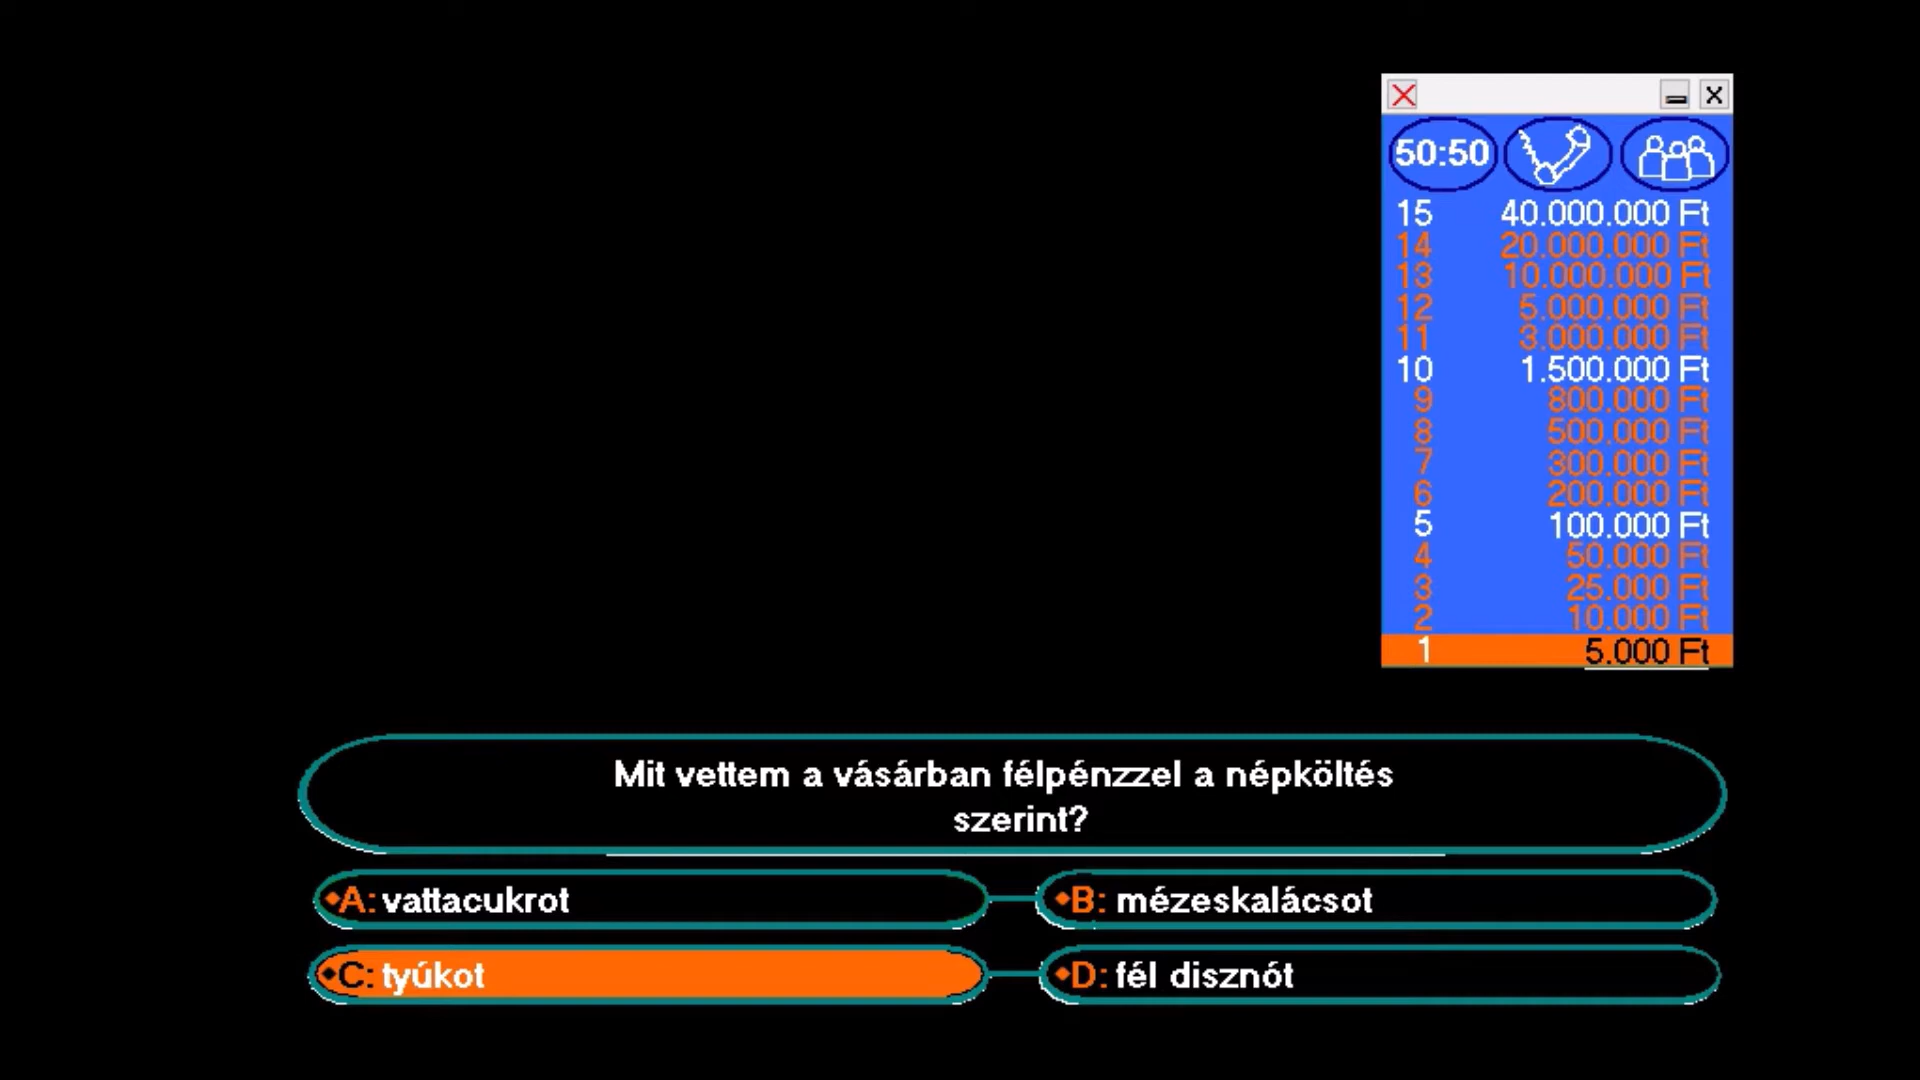 50:50
15 40.000.000 Ft
14 20.000.000 Ft
13 10.000.000 Ft
12 5.000.000 Ft
11 3.000.000 Ft
10 1.500.000 Ft
9 800.000 Ft
8 500.000 Ft
7 300.000 Ft
6 200.000 Ft
5 100.000 Ft
4 50.000 Ft
3 25.000 Ft
2 10.000 Ft
1 5.000 Ft
Mit vettem a vásárban félpénzzel a népköltés
szerint?
A: vattacukrot
B: mézeskalácsot
C: tyúkot
D: fél disznót